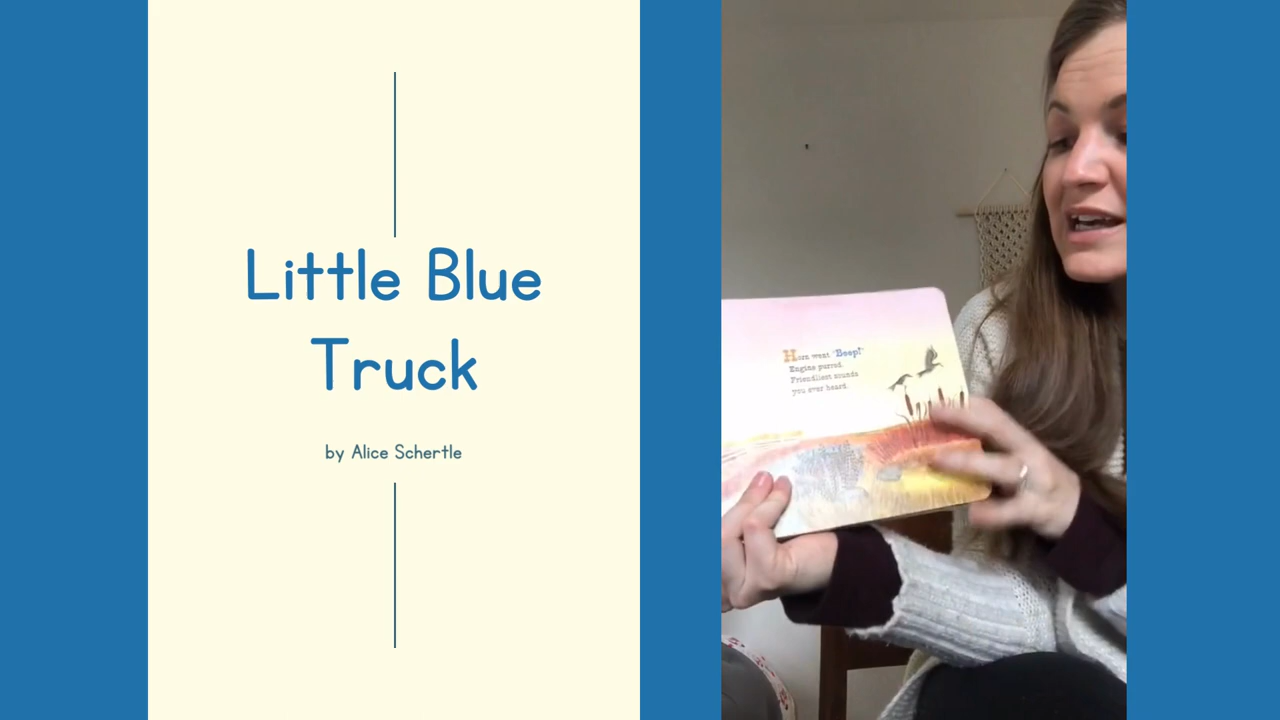 Little Blue
Truck
by Alice Schertle
Horn went "Beep!"
Engine purred.
Friendliest sounds
you ever heard.